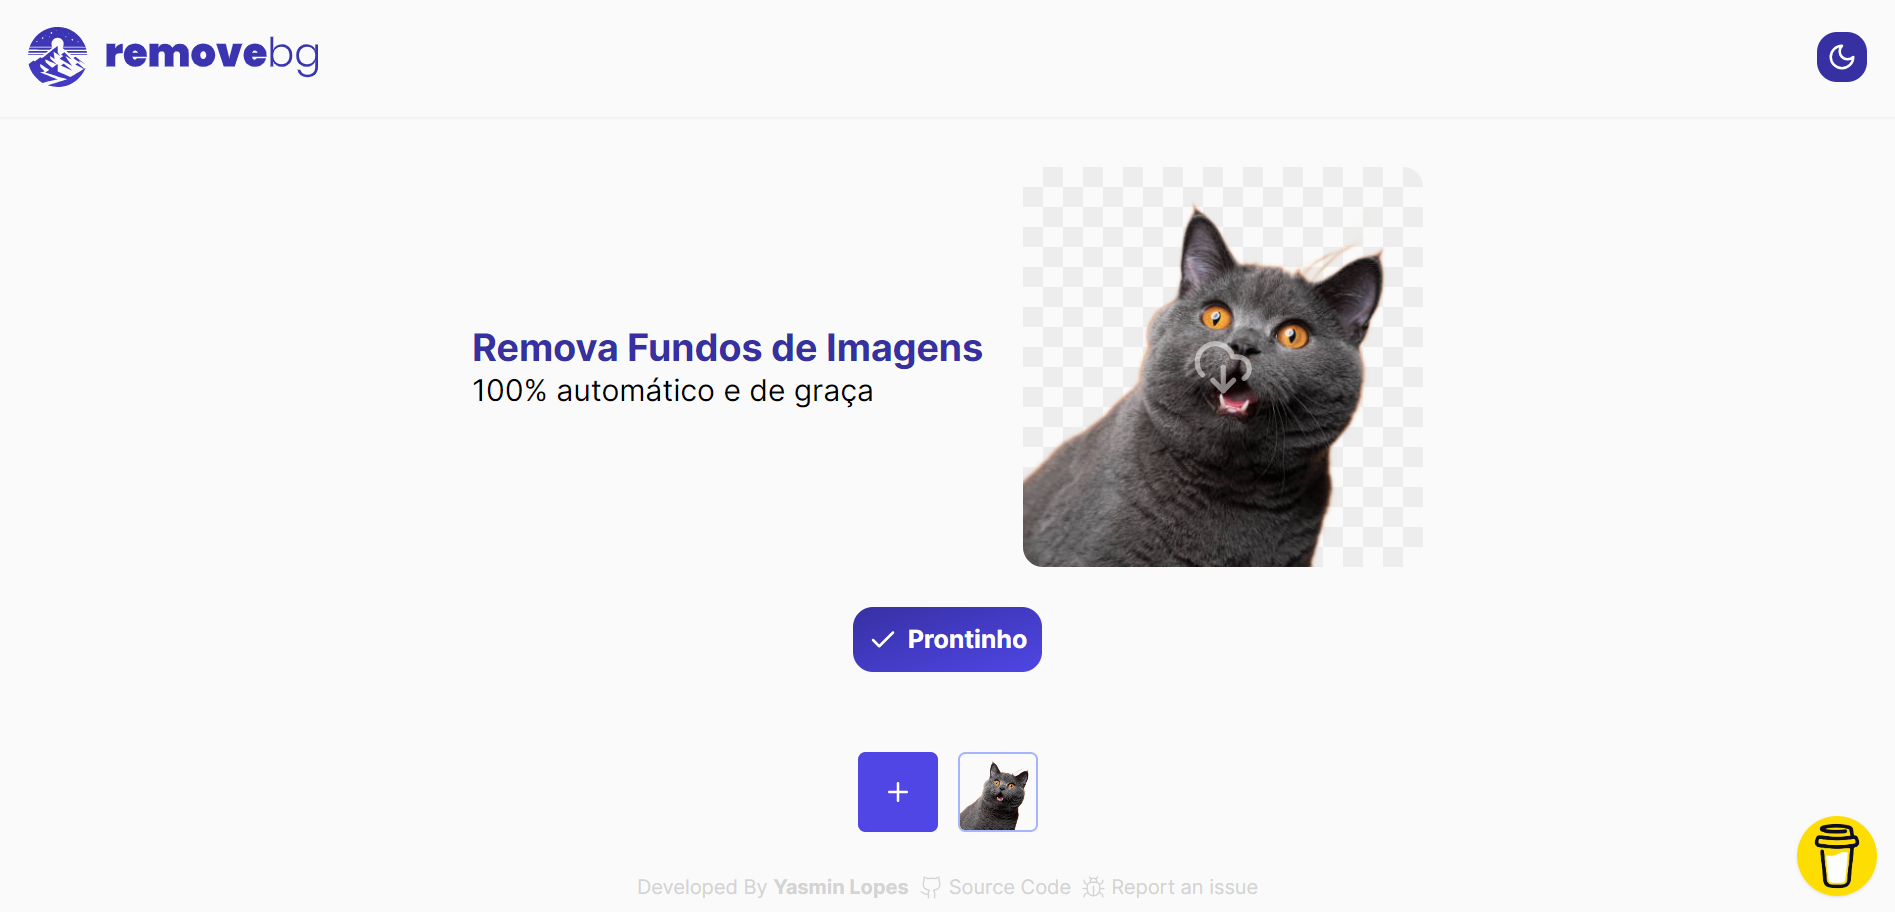 removebg
Remova Fundos de Imagens
100% automático e de graça
Prontinho
Developed By Yasmin Lopes Source Code Report an issue